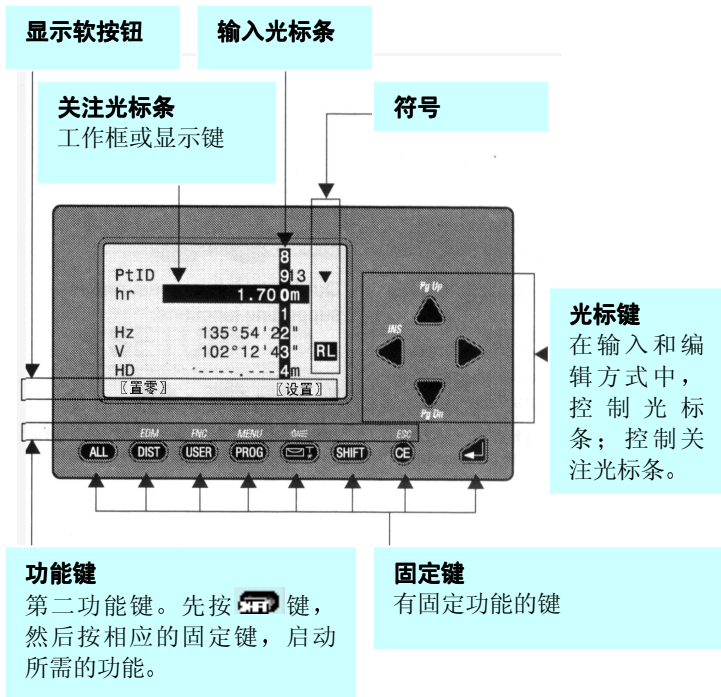 显示软按钮
输入光标条
关注光标条
工作框或显示键
符号
8
PtID 913
hr 1.700m
1
Hz 135°54'22"
V 102°12'43" RL
HD ----.---4m
〖置零〗 〖设置〗
Pg Up
INS
Pg Dn
光标键
在输入和编
辑方式中，
控制光标
条；控制关
注光标条。
EDM FNC MENU ESC
ALL DIST USER PROG SHIFT CE
功能键
第二功能键。先按 SHIFT 键，
然后按相应的固定键，启动
所需的功能。
固定键
有固定功能的键